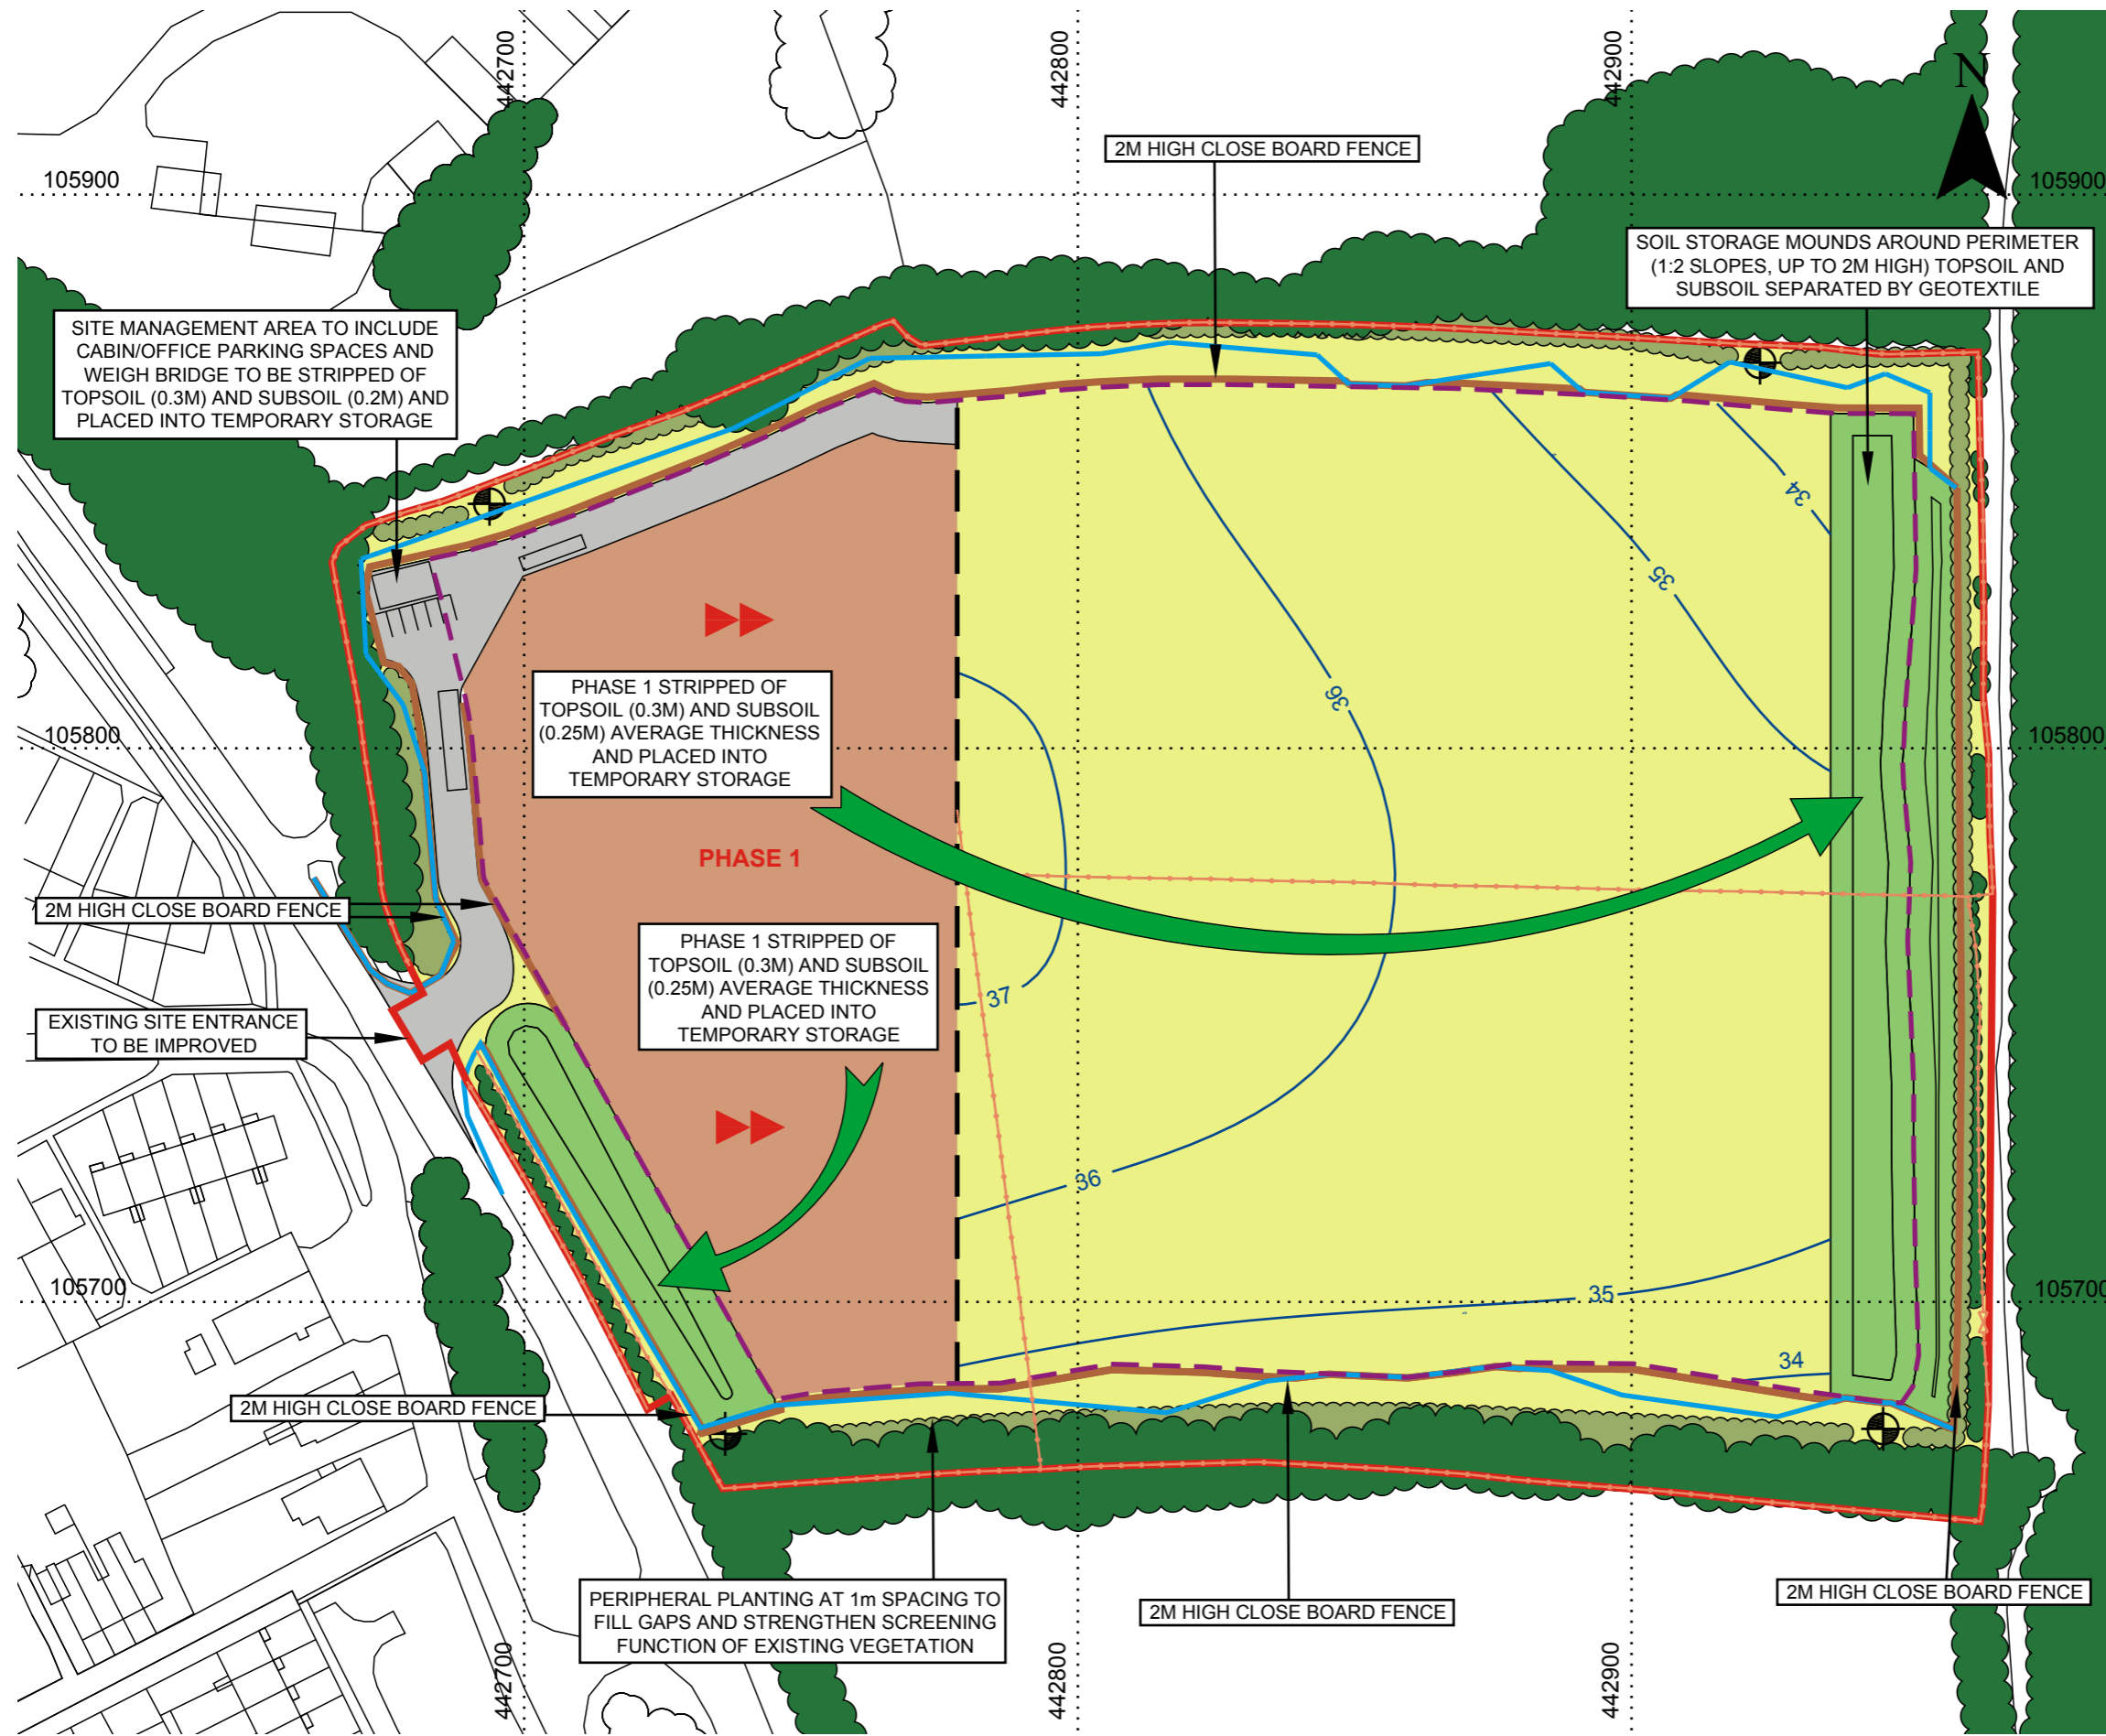 442700
442800
442900
N
2M HIGH CLOSE BOARD FENCE
105900
105900
SOIL STORAGE MOUNDS AROUND PERIMETER
(1:2 SLOPES, UP TO 2M HIGH) TOPSOIL AND
SUBSOIL SEPARATED BY GEOTEXTILE
SITE MANAGEMENT AREA TO INCLUDE
CABIN/OFFICE PARKING SPACES AND
WEIGH BRIDGE TO BE STRIPPED OF
TOPSOIL (0.3M) AND SUBSOIL (0.2M) AND
PLACED INTO TEMPORARY STORAGE
34
35
36
PHASE 1 STRIPPED OF
TOPSOIL (0.3M) AND SUBSOIL
(0.25M) AVERAGE THICKNESS
AND PLACED INTO
TEMPORARY STORAGE
105800
105800
PHASE 1
2M HIGH CLOSE BOARD FENCE
PHASE 1 STRIPPED OF
TOPSOIL (0.3M) AND SUBSOIL
(0.25M) AVERAGE THICKNESS
AND PLACED INTO
TEMPORARY STORAGE
37
EXISTING SITE ENTRANCE
TO BE IMPROVED
36
105700
35
105700
34
2M HIGH CLOSE BOARD FENCE
PERIPHERAL PLANTING AT 1m SPACING TO
FILL GAPS AND STRENGTHEN SCREENING
FUNCTION OF EXISTING VEGETATION
2M HIGH CLOSE BOARD FENCE
2M HIGH CLOSE BOARD FENCE
442700
442800
442900